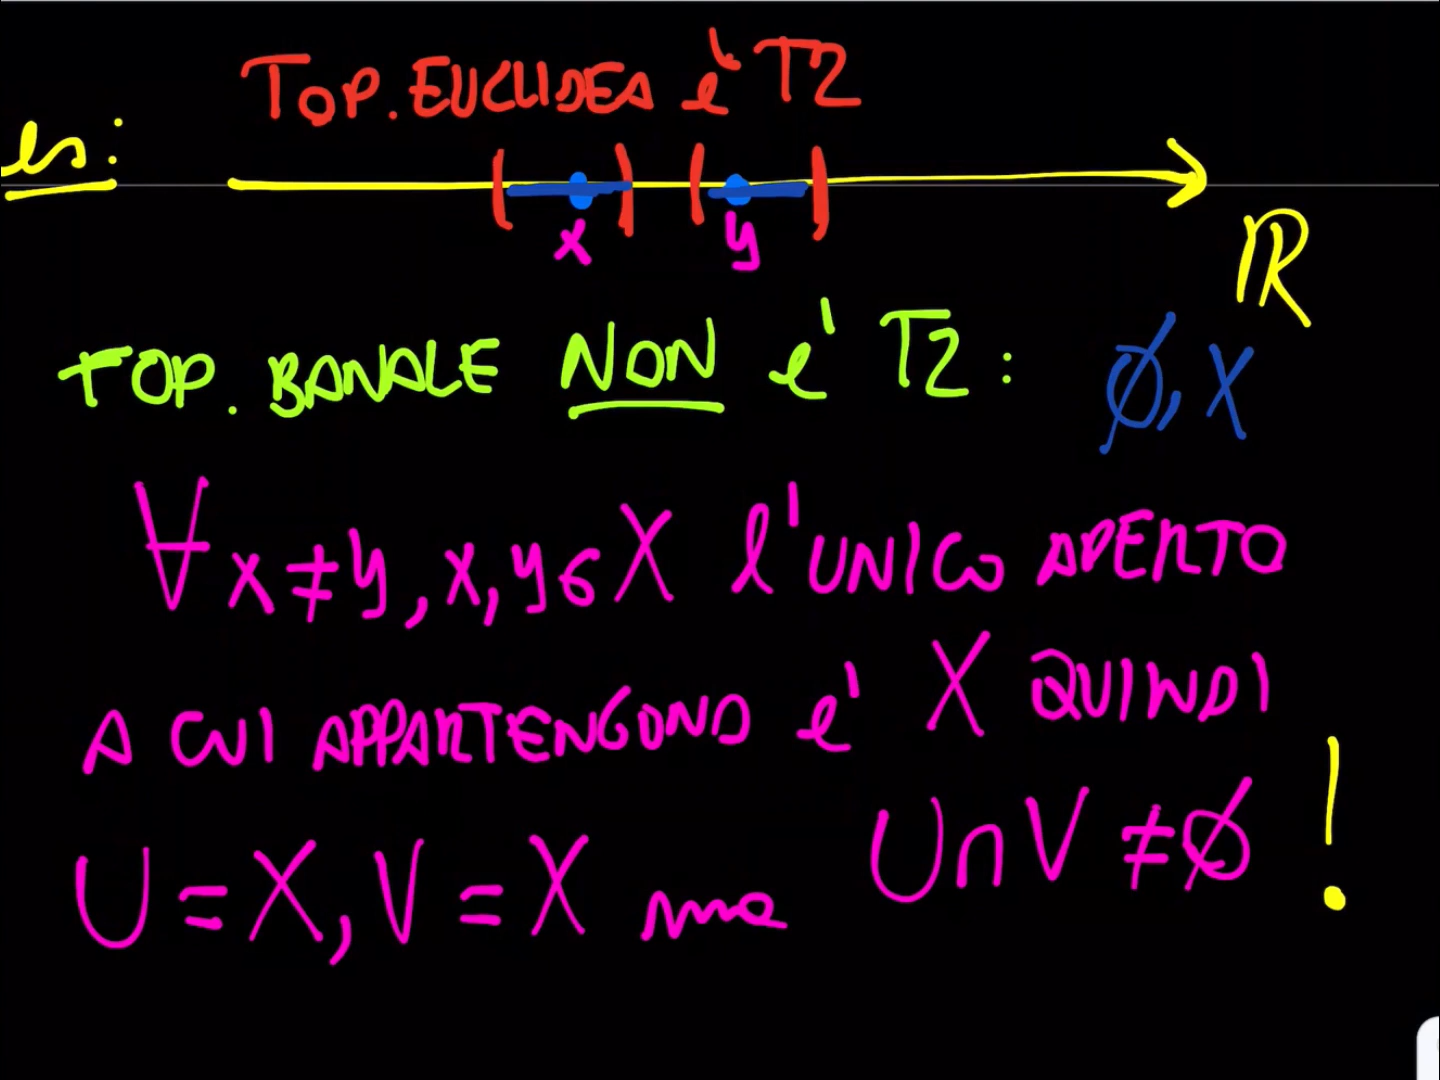 TOP. EUCLIDEA e' T2
es:
( ) ( )
x y
ℝ
TOP. BANALE NON e' T2: ∅, X
∀ x≠y, x, y ∈ X l'UNICO APERTO
A CUI APPARTENGONO e' X QUINDI
U = X, V = X ma U∩V ≠ ∅ !